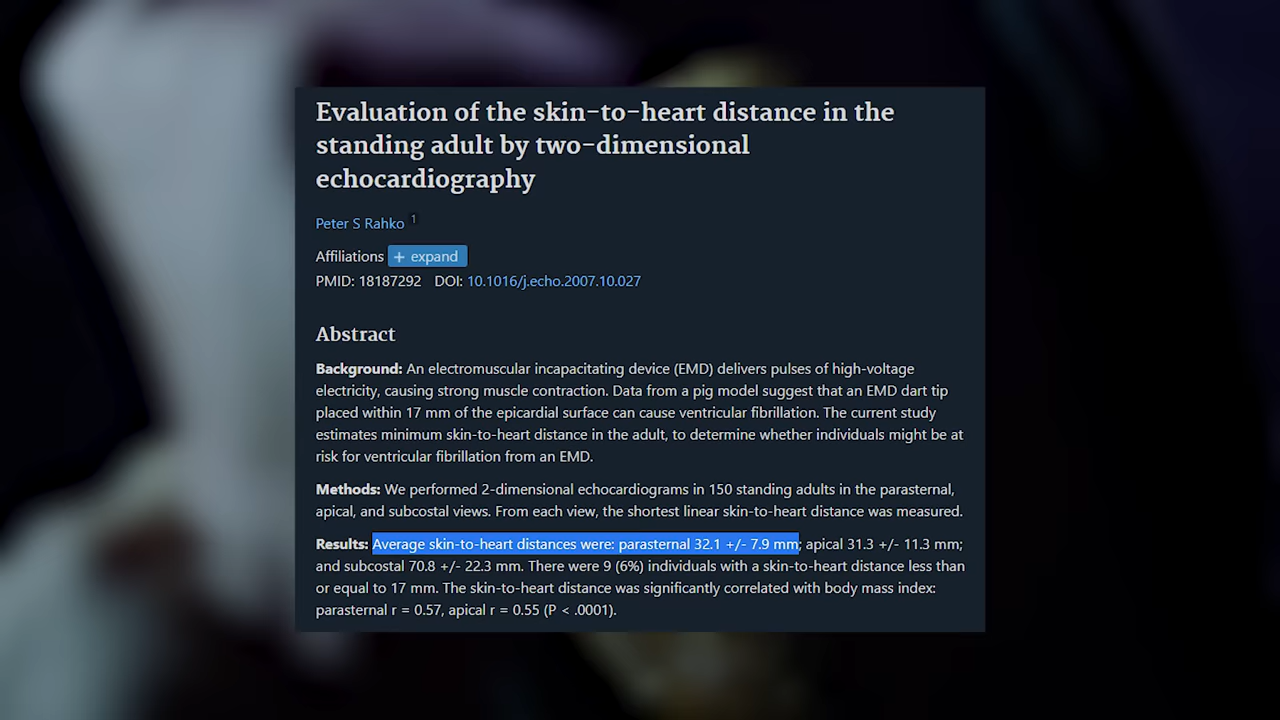 Evaluation of the skin-to-heart distance in the
standing adult by two-dimensional
echocardiography
Peter S Rahko 1
Affiliations + expand
PMID: 18187292 DOI: 10.1016/j.echo.2007.10.027
Abstract
Background: An electromuscular incapacitating device (EMD) delivers pulses of high-voltage
electricity, causing strong muscle contraction. Data from a pig model suggest that an EMD dart tip
placed within 17 mm of the epicardial surface can cause ventricular fibrillation. The current study
estimates minimum skin-to-heart distance in the adult, to determine whether individuals might be at
risk for ventricular fibrillation from an EMD.
Methods: We performed 2-dimensional echocardiograms in 150 standing adults in the parasternal,
apical, and subcostal views. From each view, the shortest linear skin-to-heart distance was measured.
Results: Average skin-to-heart distances were: parasternal 32.1 +/- 7.9 mm; apical 31.3 +/- 11.3 mm;
and subcostal 70.8 +/- 22.3 mm. There were 9 (6%) individuals with a skin-to-heart distance less than
or equal to 17 mm. The skin-to-heart distance was significantly correlated with body mass index:
parasternal r = 0.57, apical r = 0.55 (P < .0001).